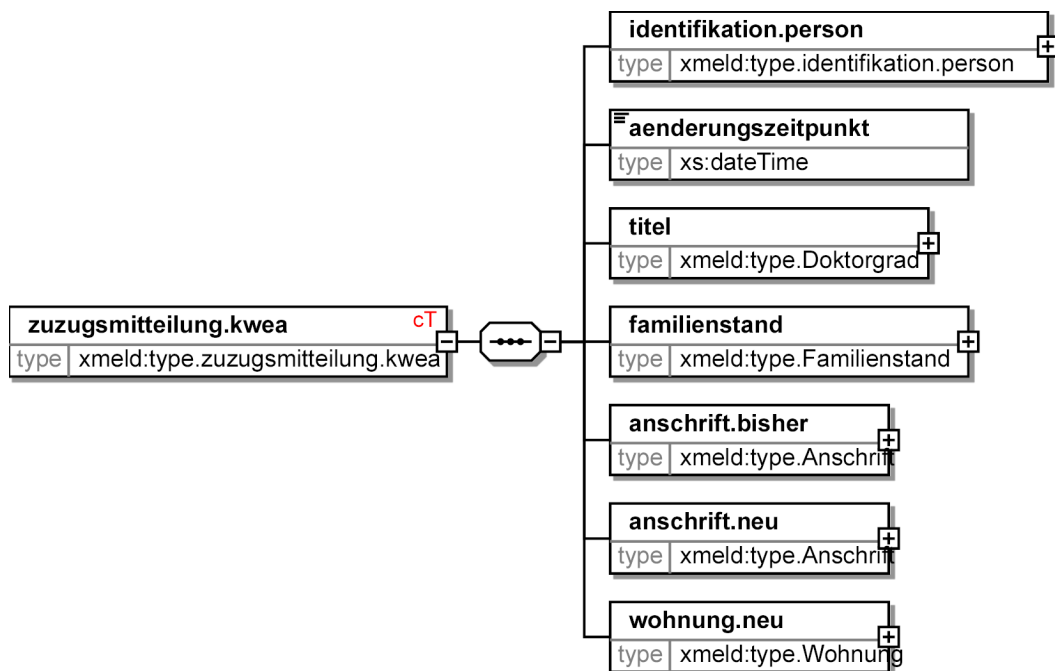 identifikation.person
type xmeld:type.identifikation.person
aenderungszeitpunkt
type xs:dateTime
titel
type xmeld:type.Doktorgrad
zuzugsmitteilung.kwea cT
type xmeld:type.zuzugsmitteilung.kwea
familienstand
type xmeld:type.Familienstand
anschrift.bisher
type xmeld:type.Anschrift
anschrift.neu
type xmeld:type.Anschrift
wohnung.neu
type xmeld:type.Wohnung